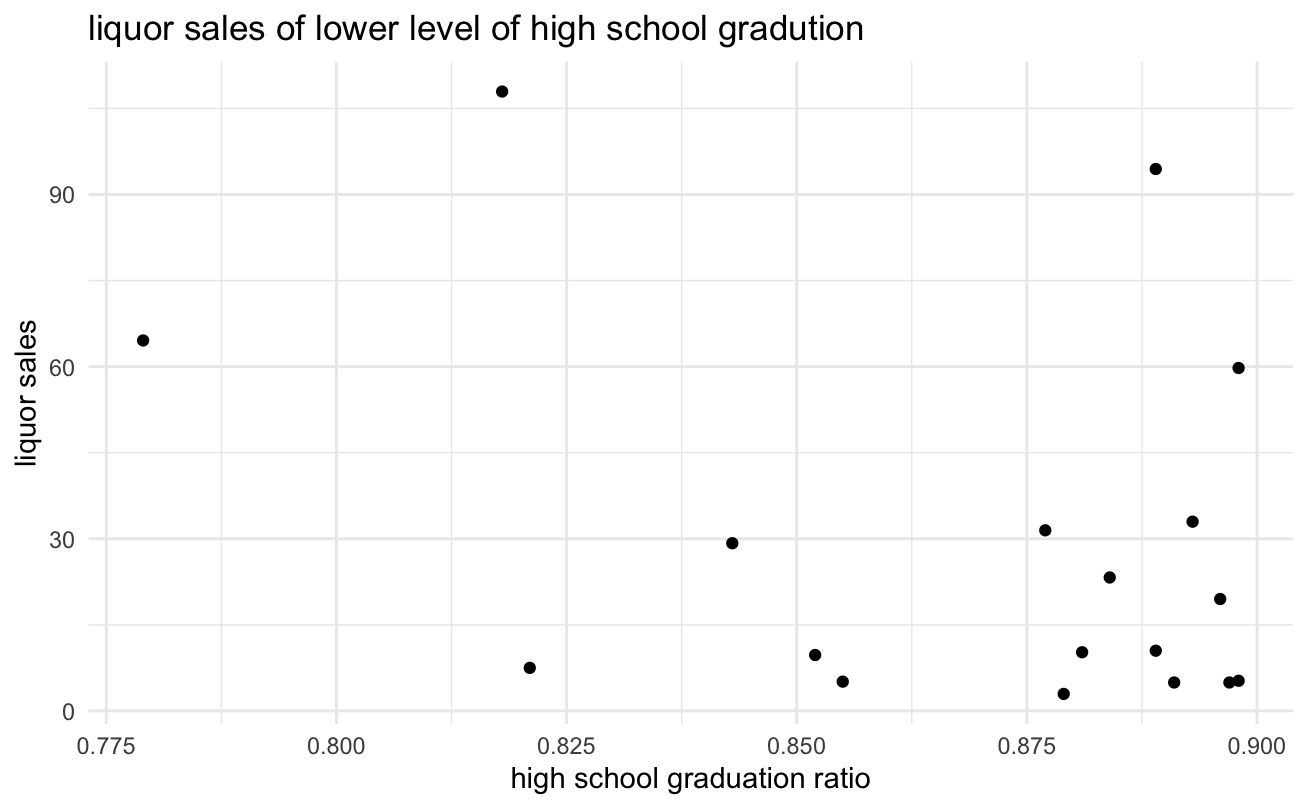 liquor sales of lower level of high school gradution
liquor sales
90
60
30
0
0.775 0.800 0.825 0.850 0.875 0.900
high school graduation ratio